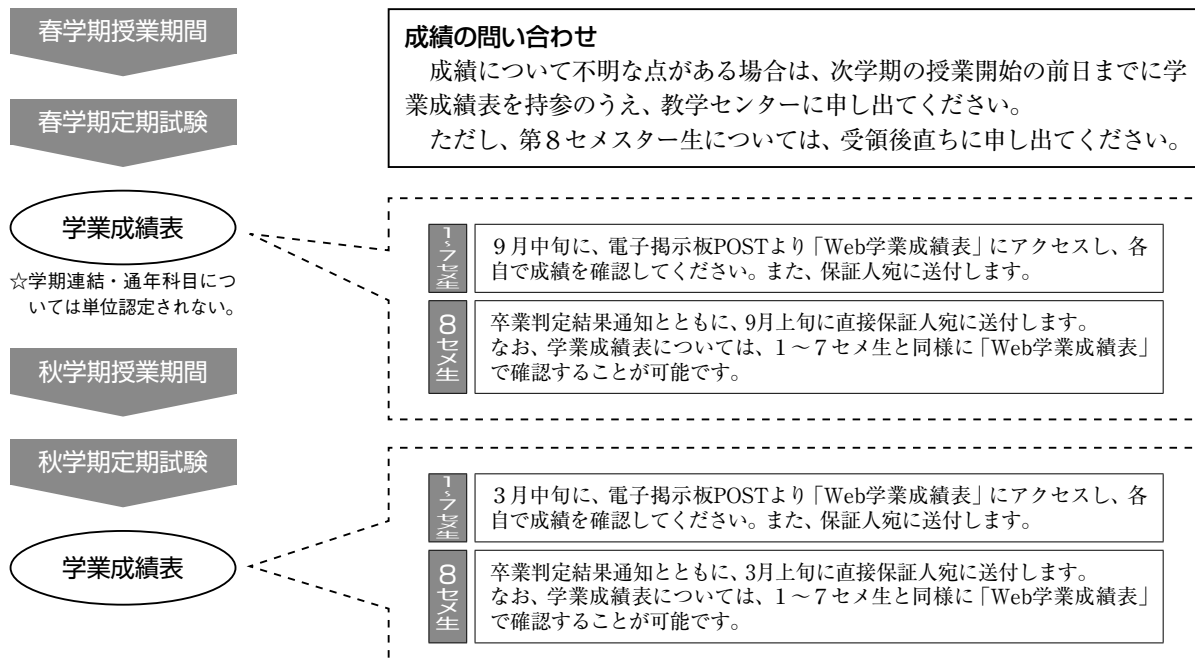 春学期授業期間
春学期定期試験
学業成績表
☆学期連結・通年科目につ
いては単位認定されない。
秋学期授業期間
秋学期定期試験
学業成績表
成績の問い合わせ
成績について不明な点がある場合は、次学期の授業開始の前日までに学
業成績表を持参のうえ、教学センターに申し出てください。
ただし、第8セメスター生については、受領後直ちに申し出てください。
1~7セメ生
9月中旬に、電子掲示板POSTより「Web学業成績表」にアクセスし、各
自で成績を確認してください。また、保証人宛に送付します。
8セメ生
卒業判定結果通知とともに、9月上旬に直接保証人宛に送付します。
なお、学業成績表については、1～7セメ生と同様に「Web学業成績表」
で確認することが可能です。
1~7セメ生
3月中旬に、電子掲示板POSTより「Web学業成績表」にアクセスし、各
自で成績を確認してください。また、保証人宛に送付します。
8セメ生
卒業判定結果通知とともに、3月上旬に直接保証人宛に送付します。
なお、学業成績表については、1～7セメ生と同様に「Web学業成績表」
で確認することが可能です。